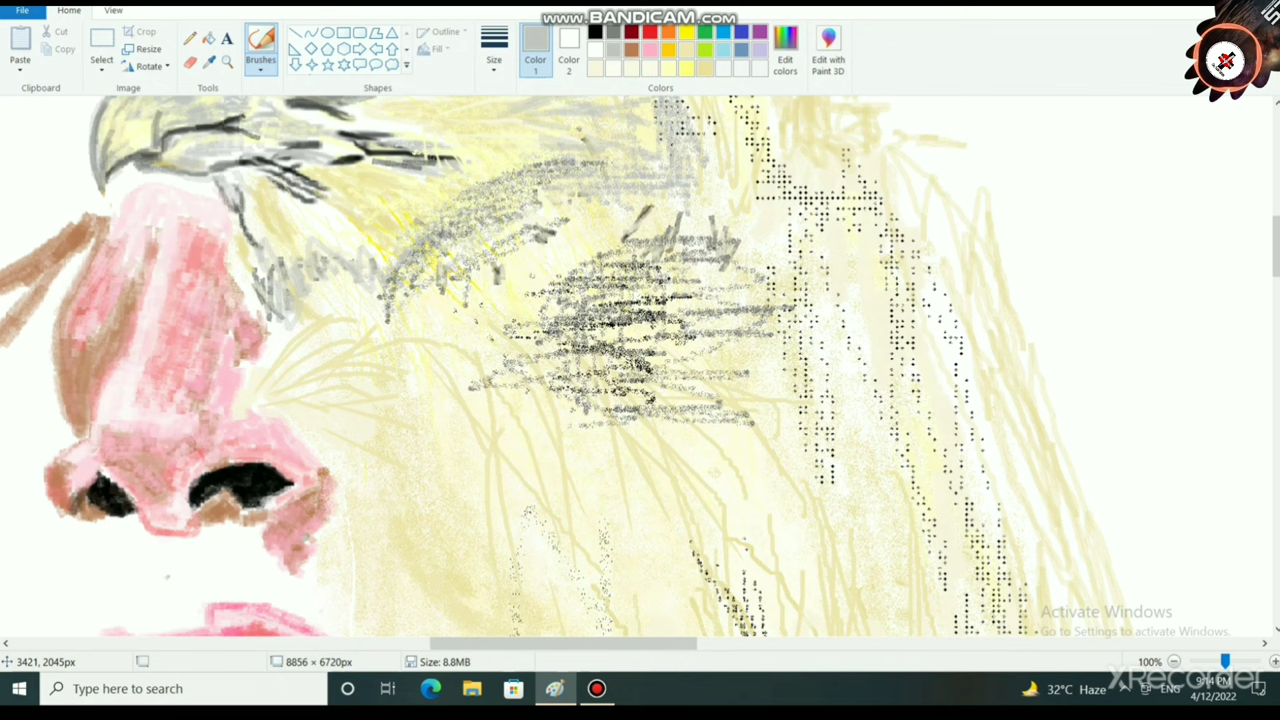 www.BANDICAM.com
File Home View
Paste
Cut
Copy
Clipboard
Select
Crop
Resize
Rotate
Image
A
Tools
Brushes
Shapes
Outline
Fill
Size
Color 1
Color 2
Colors
Edit colors
Edit with Paint 3D
Activate Windows
Go to Settings to activate Windows.
3421, 2045px
8856 × 6720px
Size: 8.8MB
100%
XRecorder
Type here to search
32°C Haze
ENG
9:14 PM
4/12/2022